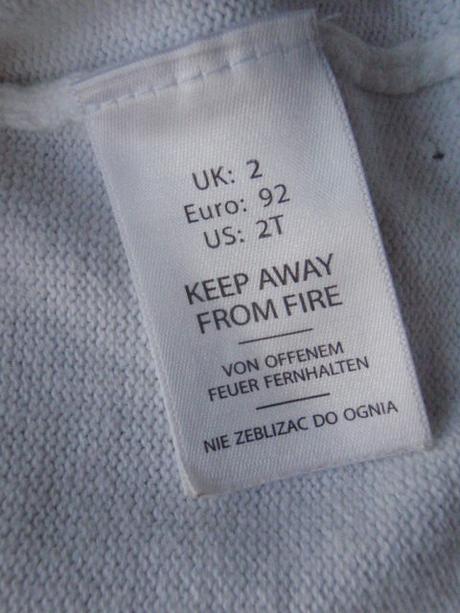 UK: 2
Euro: 92
US: 2T
KEEP AWAY
FROM FIRE
VON OFFENEM
FEUER FERNHALTEN
NIE ZEBLIZAC DO OGNIA